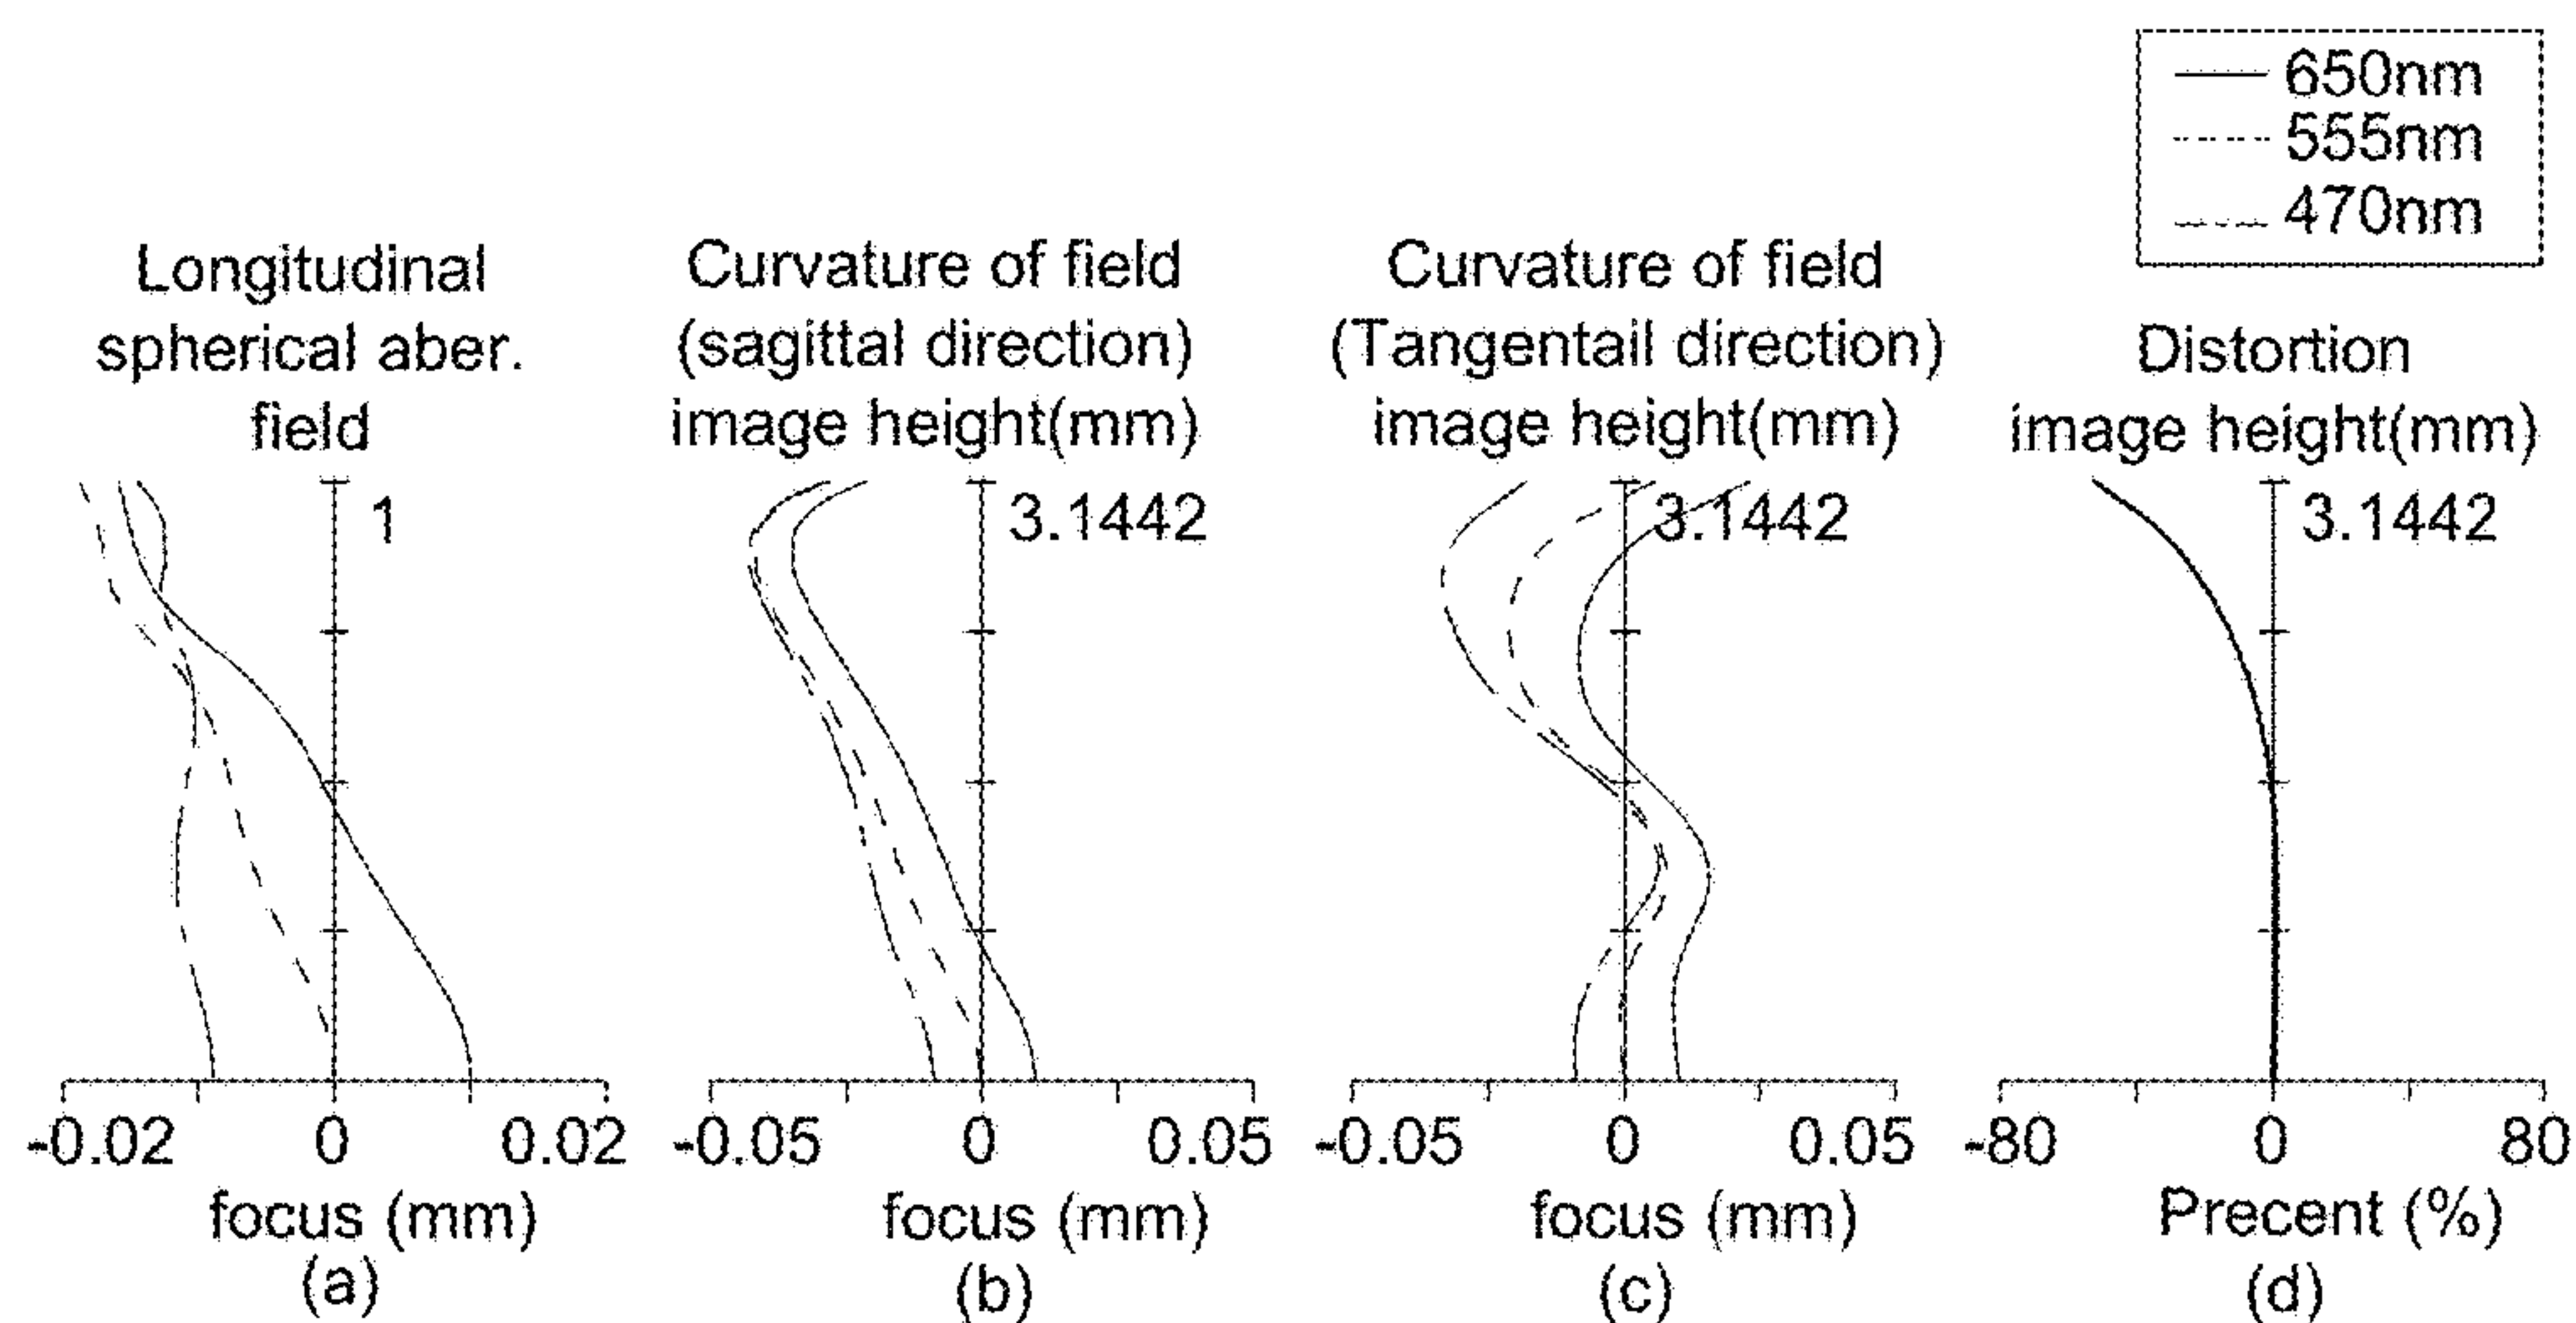 650nm
555nm
470nm
Longitudinal
spherical aber.
field
1
-0.02 0 0.02
focus (mm)
(a)
Curvature of field
(sagittal direction)
image height(mm)
3.1442
-0.05 0 0.05
focus (mm)
(b)
Curvature of field
(Tangentail direction)
image height(mm)
3.1442
-0.05 0 0.05
focus (mm)
(c)
Distortion
image height(mm)
3.1442
-80 0 80
Precent (%)
(d)